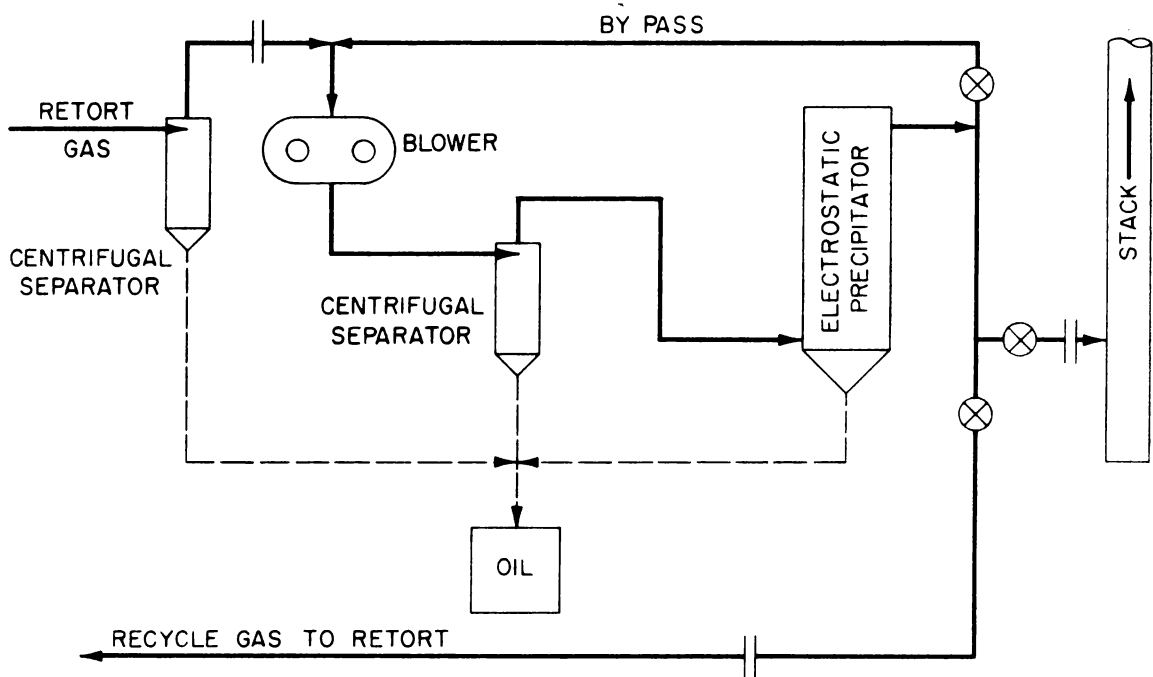 BY PASS
RETORT
GAS
BLOWER
ELECTROSTATIC
PRECIPITATOR
STACK
CENTRIFUGAL
SEPARATOR
CENTRIFUGAL
SEPARATOR
OIL
RECYCLE GAS TO RETORT